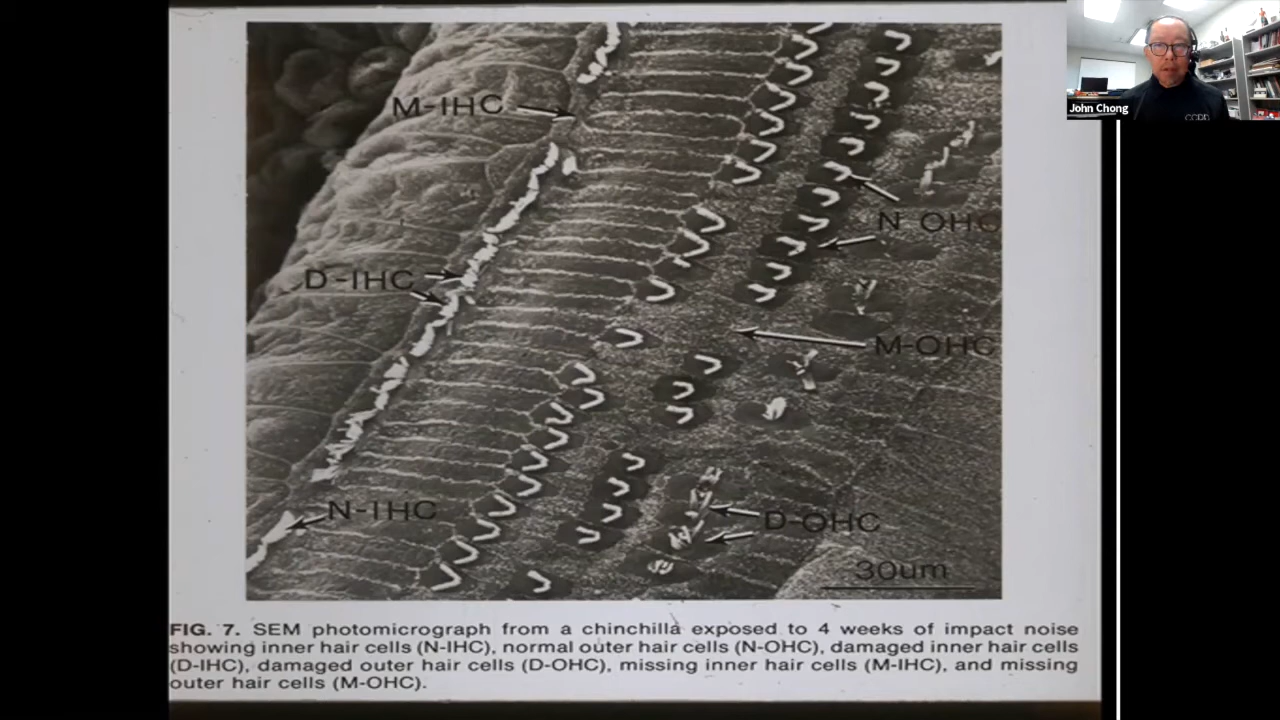 John Chong
M-IHC
N-OHC
D-IHC
M-OHC
N-IHC
D-OHC
30um
FIG. 7. SEM photomicrograph from a chinchilla exposed to 4 weeks of impact noise
showing inner hair cells (N-IHC), normal outer hair cells (N-OHC), damaged inner hair cells
(D-IHC), damaged outer hair cells (D-OHC), missing inner hair cells (M-IHC), and missing
outer hair cells (M-OHC).